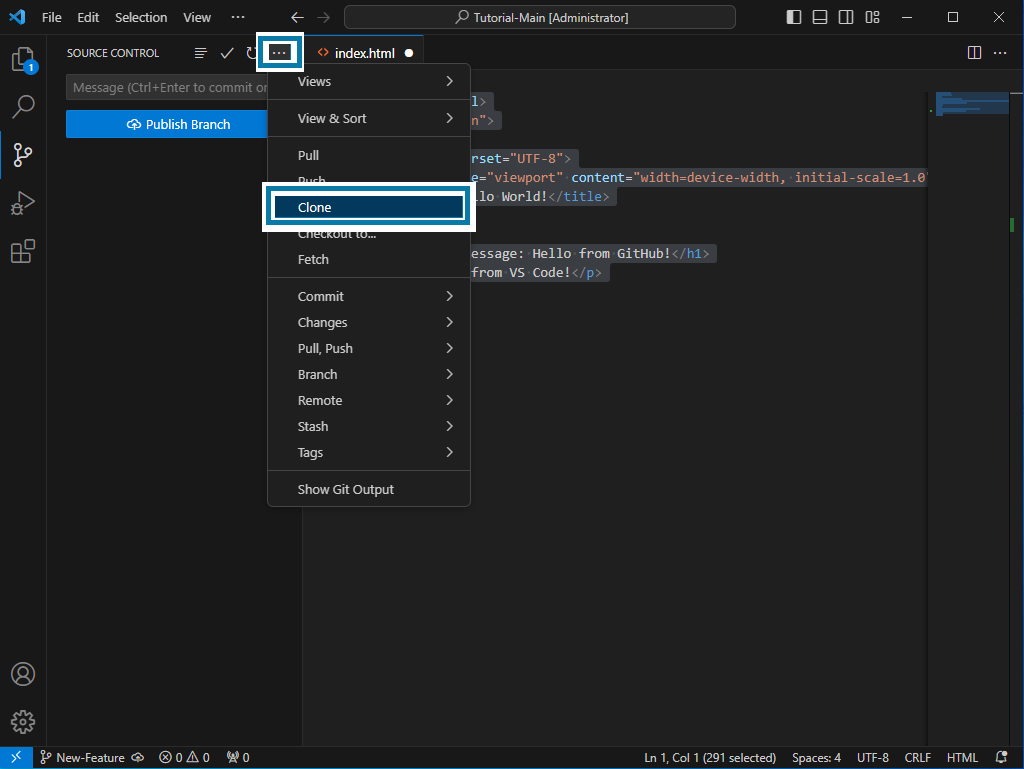 File Edit Selection View ··· Tutorial-Main [Administrator]
SOURCE CONTROL
index.html
1
Message (Ctrl+Enter to commit or
Publish Branch
Views
View & Sort
Pull
Push
Clone
Checkout to...
Fetch
Commit
Changes
Pull, Push
Branch
Remote
Stash
Tags
Show Git Output
l>
n">
rset="UTF-8">
e="viewport" content="width=device-width, initial-scale=1.0"
lo World!</title>
essage: Hello from GitHub!</h1>
from VS Code!</p>
New-Feature 0 0 0 Ln 1, Col 1 (291 selected) Spaces: 4 UTF-8 CRLF HTML